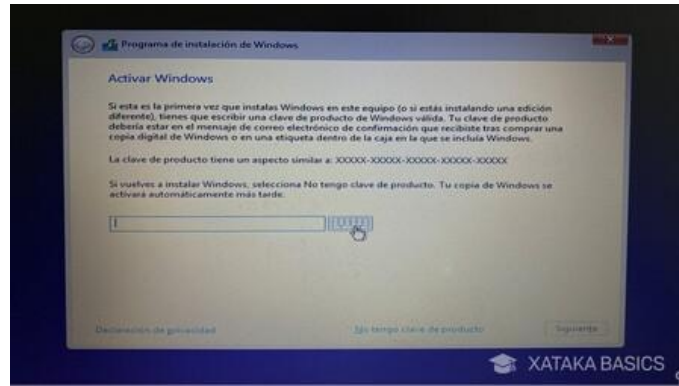 Programa de instalación de Windows
Activar Windows
Si esta es la primera vez que instalas Windows en este equipo (o si estás instalando una edición
diferente), tienes que escribir una clave de producto de Windows válida. Tu clave de producto
debería estar en el mensaje de correo electrónico de confirmación que recibiste tras comprar una
copia digital de Windows o en una etiqueta dentro de la caja en la que se incluía Windows.
La clave de producto tiene un aspecto similar a: XXXXX-XXXXX-XXXXX-XXXXX-XXXXX
Si vuelves a instalar Windows, selecciona No tengo clave de producto. Tu copia de Windows se
activará automáticamente más tarde.
Declaración de privacidad No tengo clave de producto Siguiente
XATAKA BASICS